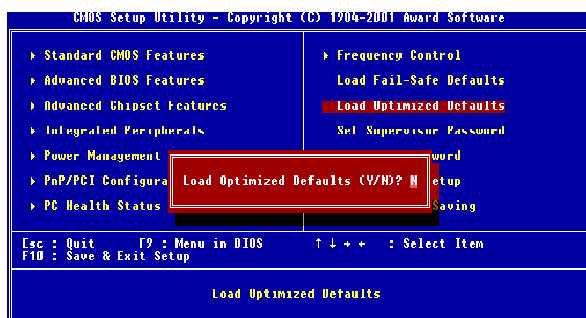 CMOS Setup Utility - Copyright (C) 1984-2001 Award Software
Standard CMOS Features
Advanced BIOS Features
Advanced Chipset Features
Integrated Peripherals
Power Management
PnP/PCI Configura
PC Health Status
Frequency Control
Load Fail-Safe Defaults
Load Optimized Defaults
Set Supervisor Password
word
etup
Saving
Load Optimized Defaults (Y/N)? N
Esc : Quit F9 : Menu in BIOS ↑ ↓ → ← : Select Item
F10 : Save & Exit Setup
Load Optimized Defaults